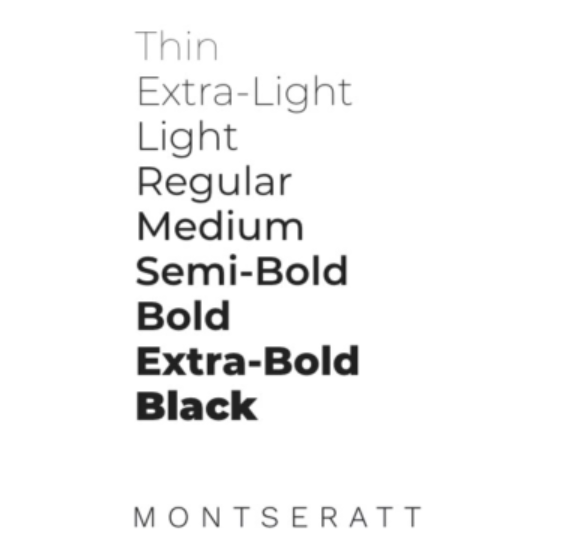 Thin
Extra-Light
Light
Regular
Medium
Semi-Bold
Bold
Extra-Bold
Black
MONTSERATT